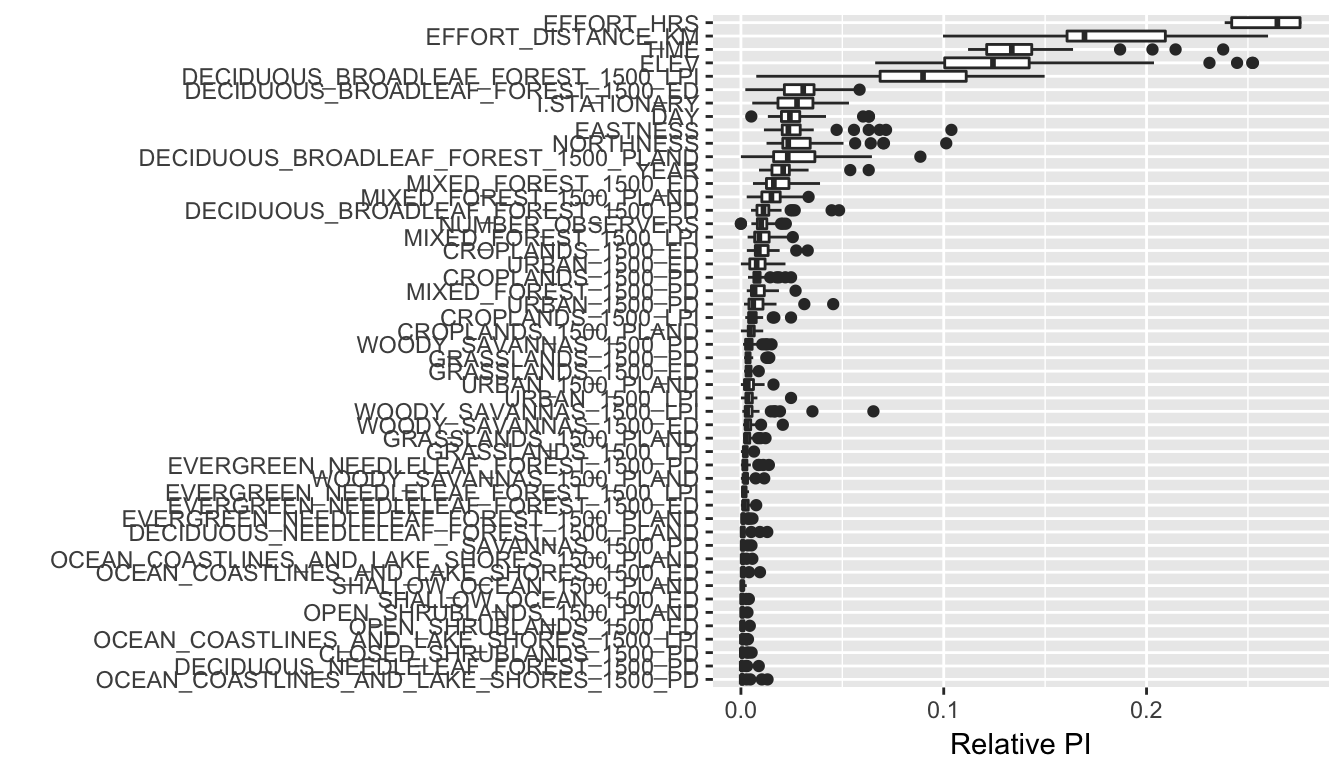 EFFORT_HRS
EFFORT_DISTANCE_KM
TIME
ELEV
DECIDUOUS_BROADLEAF_FOREST_1500_LPI
DECIDUOUS_BROADLEAF_FOREST_1500_ED
I.STATIONARY
DAY
EASTNESS
NORTHNESS
DECIDUOUS_BROADLEAF_FOREST_1500_PLAND
YEAR
MIXED_FOREST_1500_ED
MIXED_FOREST_1500_PLAND
DECIDUOUS_BROADLEAF_FOREST_1500_PD
NUMBER_OBSERVERS
MIXED_FOREST_1500_LPI
CROPLANDS_1500_ED
URBAN_1500_ED
CROPLANDS_1500_PD
MIXED_FOREST_1500_PD
URBAN_1500_PD
CROPLANDS_1500_LPI
CROPLANDS_1500_PLAND
WOODY_SAVANNAS_1500_PD
GRASSLANDS_1500_PD
GRASSLANDS_1500_ED
URBAN_1500_PLAND
URBAN_1500_LPI
WOODY_SAVANNAS_1500_LPI
WOODY_SAVANNAS_1500_ED
GRASSLANDS_1500_PLAND
GRASSLANDS_1500_LPI
EVERGREEN_NEEDLELEAF_FOREST_1500_PD
WOODY_SAVANNAS_1500_PLAND
EVERGREEN_NEEDLELEAF_FOREST_1500_LPI
EVERGREEN_NEEDLELEAF_FOREST_1500_ED
EVERGREEN_NEEDLELEAF_FOREST_1500_PLAND
DECIDUOUS_NEEDLELEAF_FOREST_1500_PLAND
SAVANNAS_1500_PD
OCEAN_COASTLINES_AND_LAKE_SHORES_1500_PLAND
OCEAN_COASTLINES_AND_LAKE_SHORES_1500_ED
SHALLOW_OCEAN_1500_PLAND
SHALLOW_OCEAN_1500_ED
OPEN_SHRUBLANDS_1500_PLAND
OPEN_SHRUBLANDS_1500_ED
OCEAN_COASTLINES_AND_LAKE_SHORES_1500_LPI
CLOSED_SHRUBLANDS_1500_PD
DECIDUOUS_NEEDLELEAF_FOREST_1500_PD
OCEAN_COASTLINES_AND_LAKE_SHORES_1500_PD
0.0 0.1 0.2
Relative PI